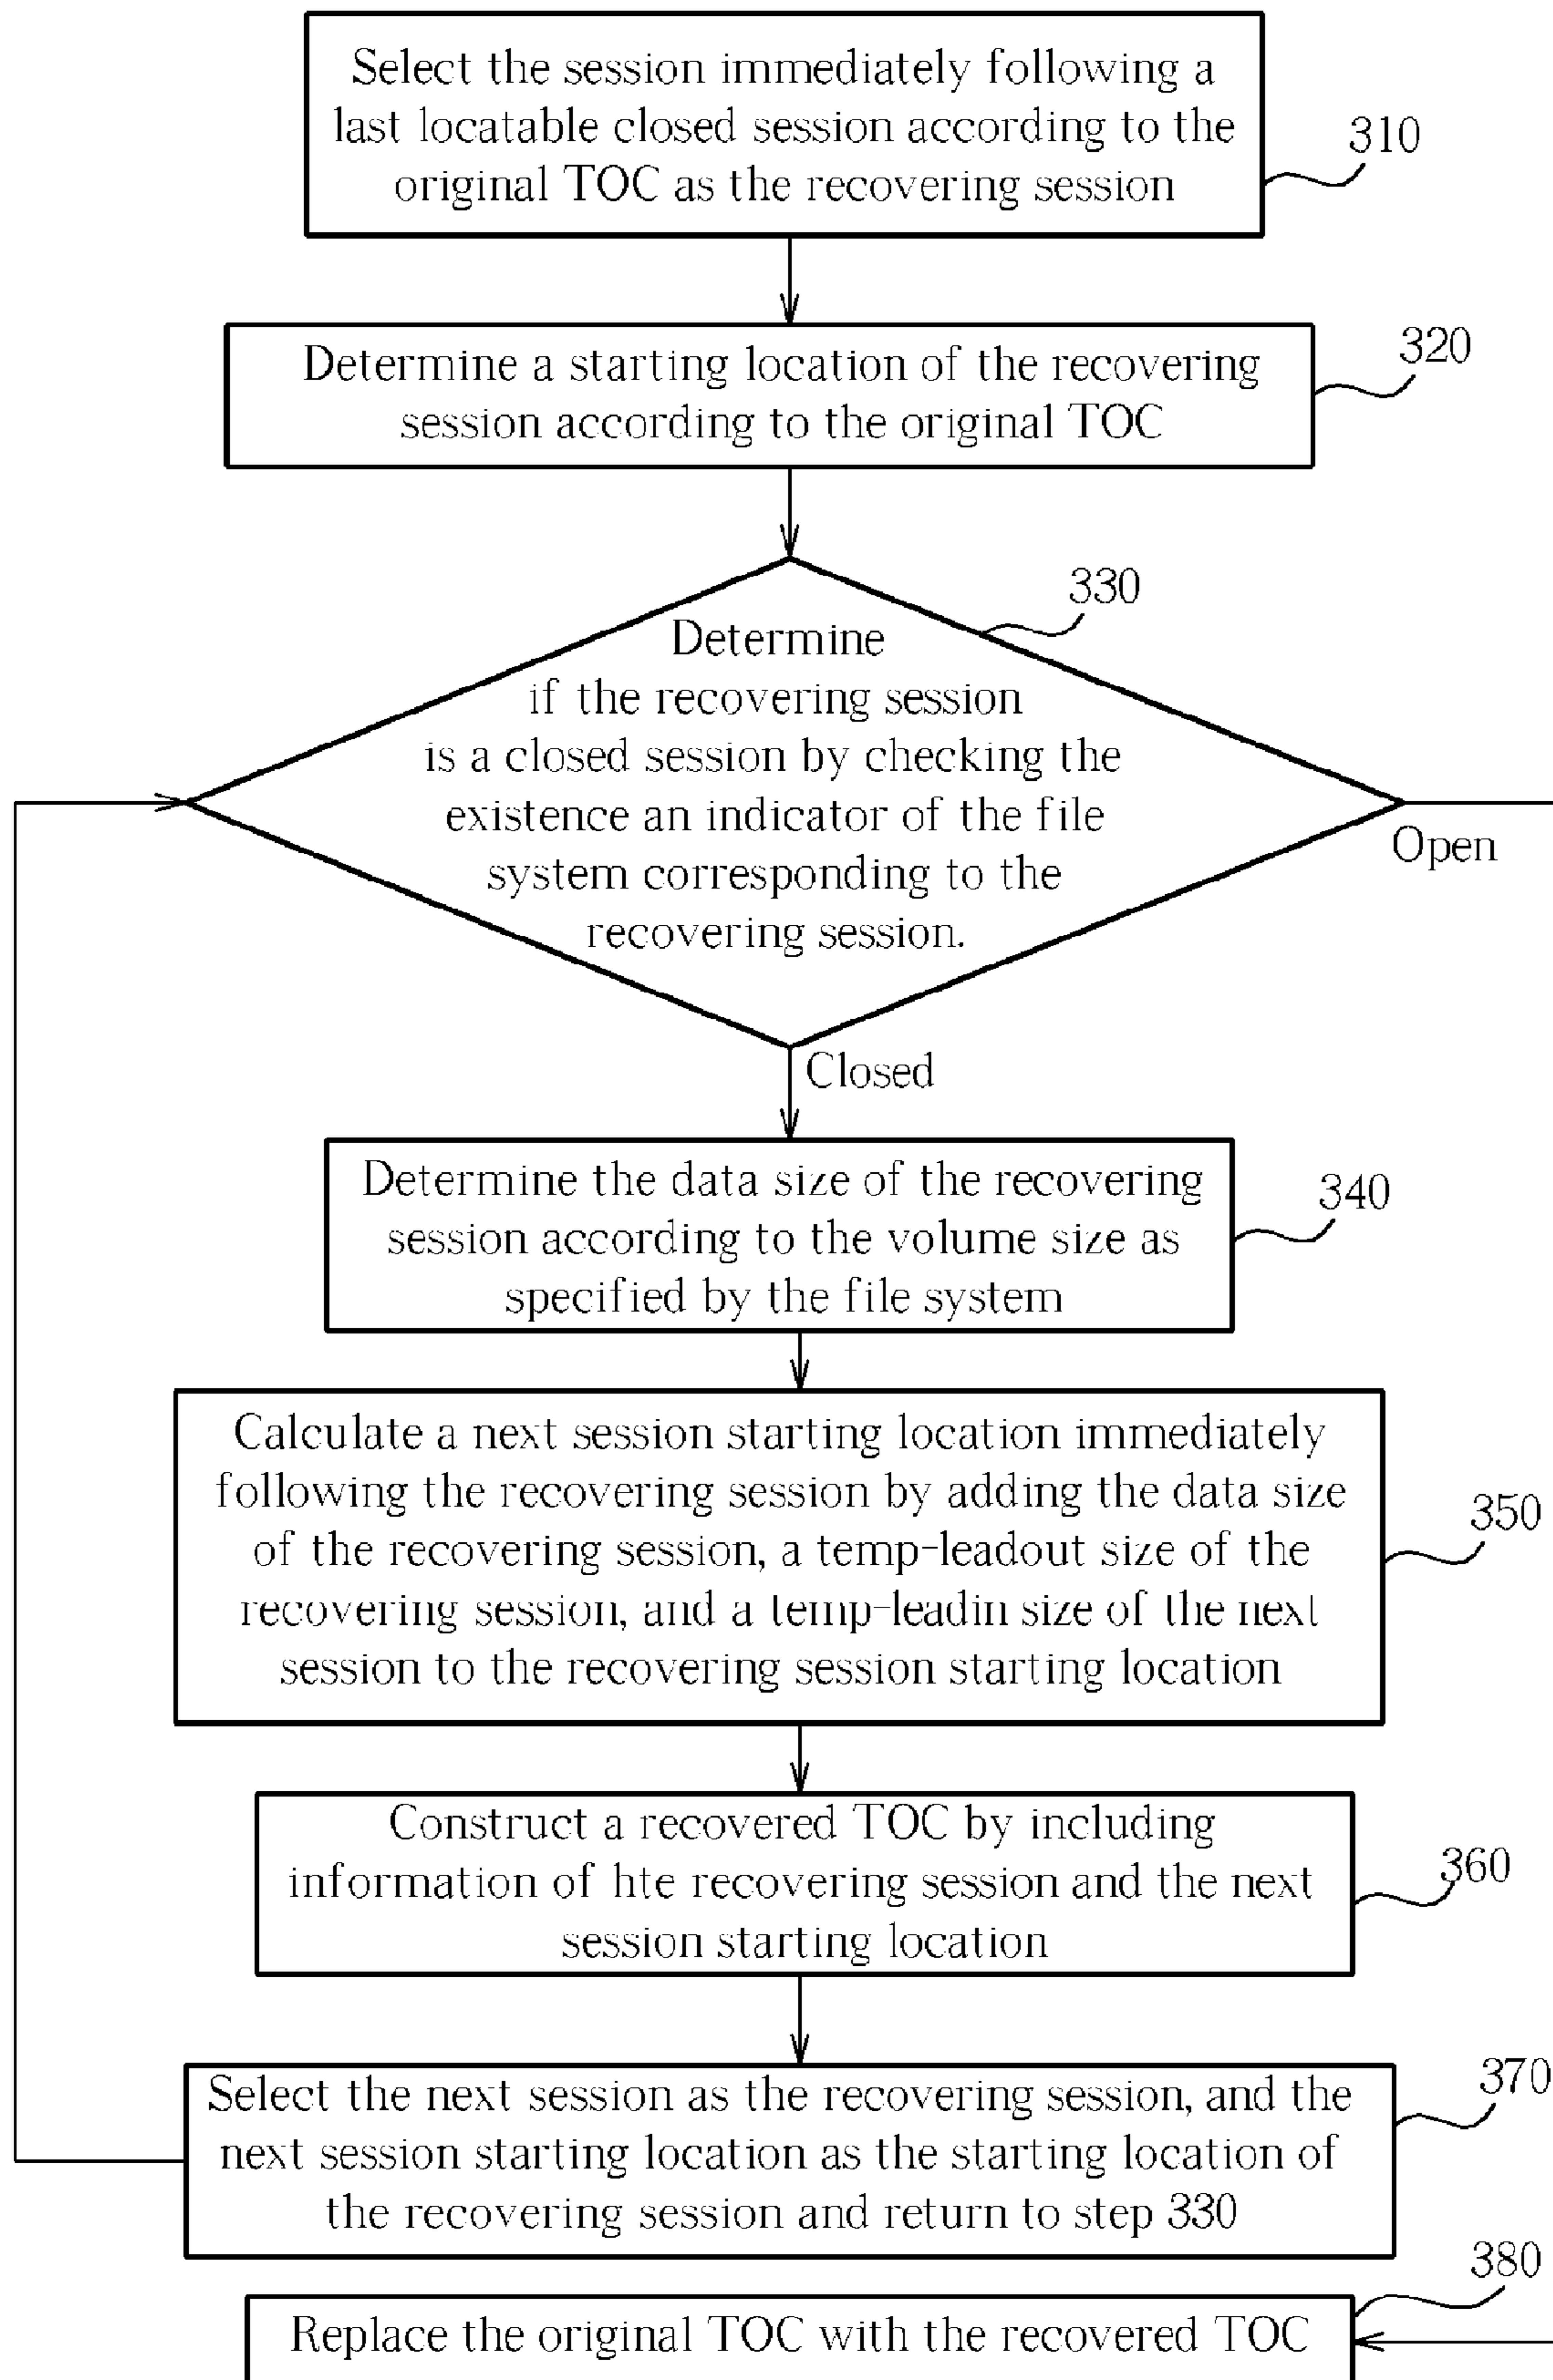 Select the session immediately following a
last locatable closed session according to the
original TOC as the recovering session
310
Determine a starting location of the recovering
session according to the original TOC
320
330
Determine
if the recovering session
is a closed session by checking the
existence an indicator of the file
system corresponding to the
recovering session.
Open
Closed
Determine the data size of the recovering
session according to the volume size as
specified by the file system
340
Calculate a next session starting location immediately
following the recovering session by adding the data size
of the recovering session, a temp-leadout size of the
recovering session, and a temp-leadin size of the next
session to the recovering session starting location
350
Construct a recovered TOC by including
information of hte recovering session and the next
session starting location
360
Select the next session as the recovering session, and the
next session starting location as the starting location of
the recovering session and return to step 330
370
380
Replace the original TOC with the recovered TOC